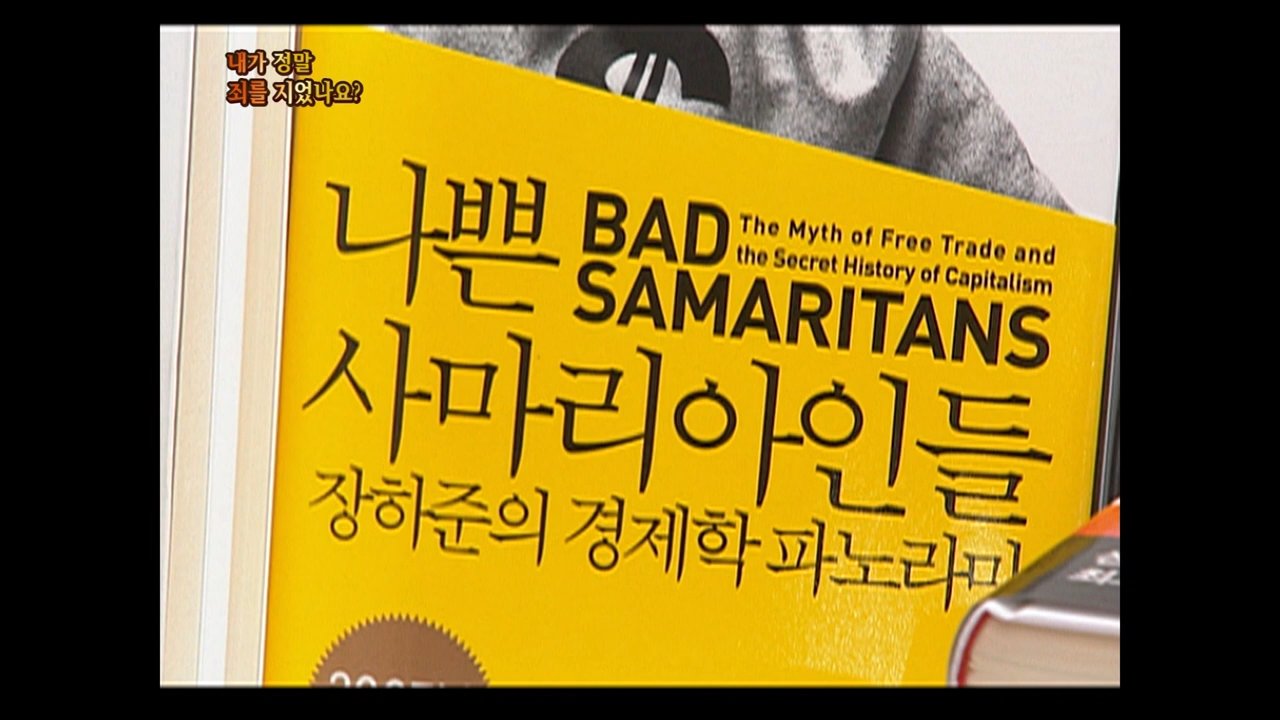 내가 정말
죄를 지었나요?
나쁜
BAD
The Myth of Free Trade and
the Secret History of Capitalism
SAMARITANS
사마리아인들
장하준의 경제학 파노라마